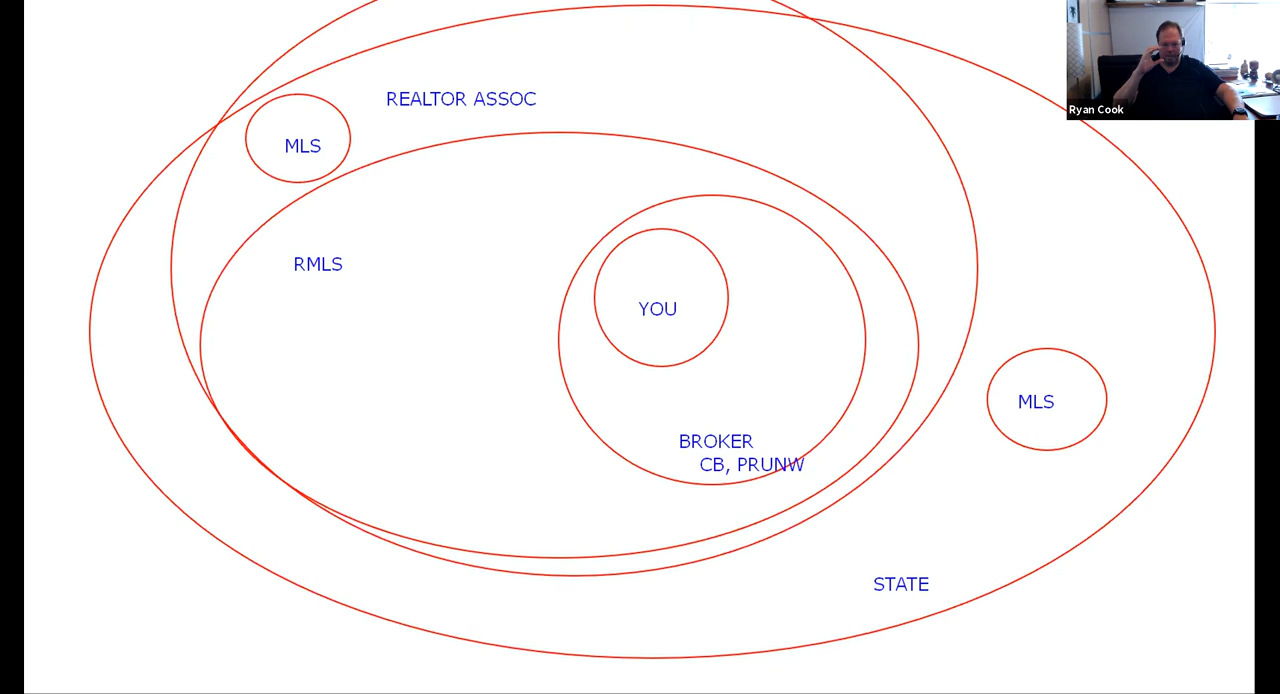 Ryan Cook
REALTOR ASSOC
MLS
RMLS
YOU
MLS
BROKER
CB, PRUNW
STATE